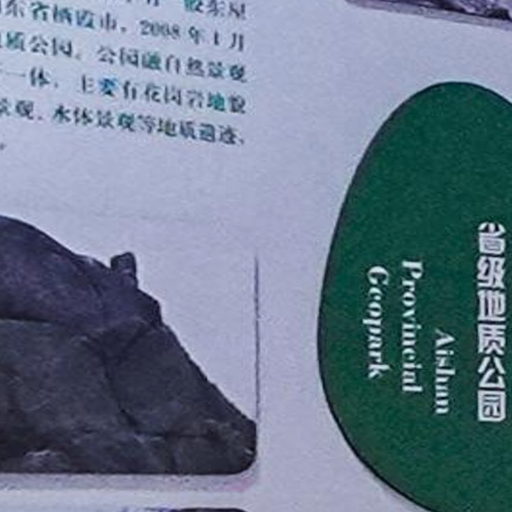 东省栖霞市，2008年1月
质公园。公园融自然景观
一体，主要有花岗岩地貌
景观、水体景观等地质遗迹。
省级地质公园
Aishan
Provincial
Geopark